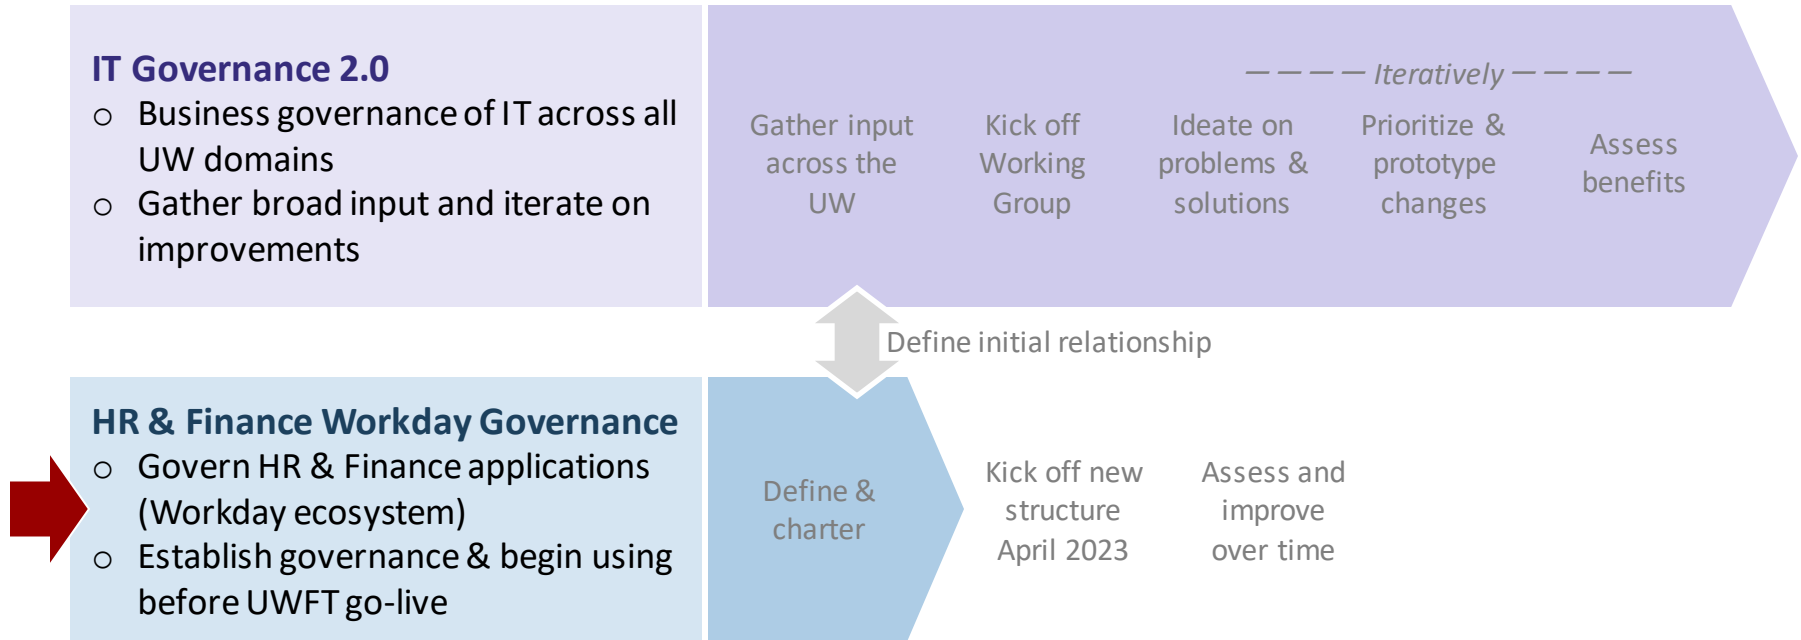 IT Governance 2.0
o Business governance of IT across all
UW domains
o Gather broad input and iterate on
improvements
— — — — Iteratively — — — —
Gather input
across the
UW
Kick off
Working
Group
Ideate on
problems &
solutions
Prioritize &
prototype
changes
Assess
benefits
Define initial relationship
HR & Finance Workday Governance
o Govern HR & Finance applications
(Workday ecosystem)
o Establish governance & begin using
before UWFT go-live
Define &
charter
Kick off new
structure
April 2023
Assess and
improve
over time